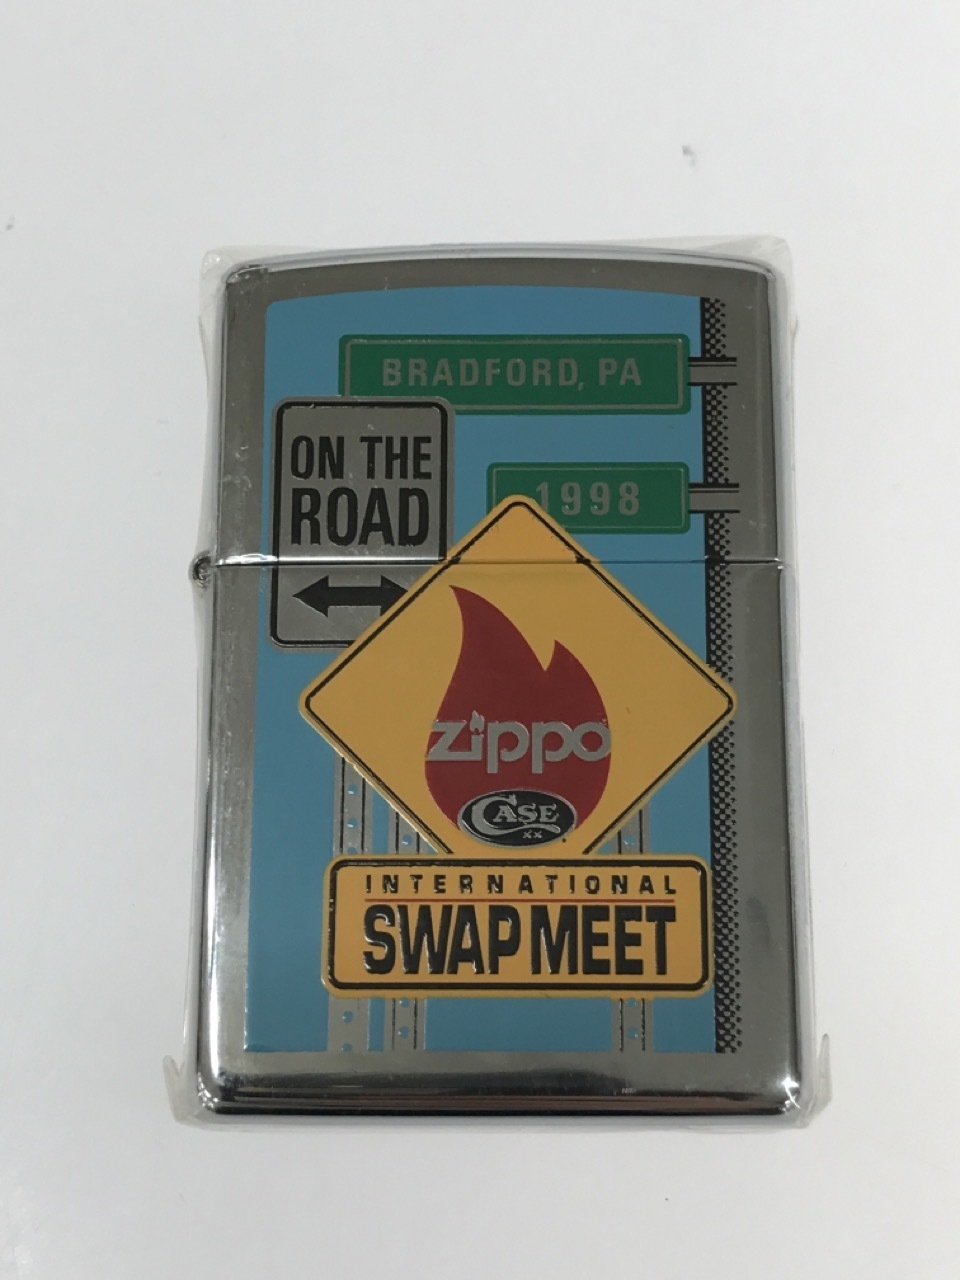 BRADFORD, PA
ON THE
ROAD
1998
zippo
CASE
XX
INTERNATIONAL
SWAP MEET